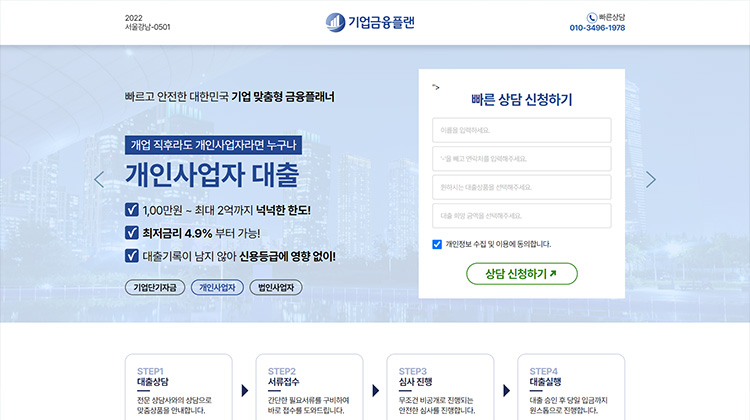 2022
서울강남-0501
기업금융플랜
빠른상담
010-3496-1978
빠르고 안전한 대한민국 기업 맞춤형 금융플래너
개업 직후라도 개인사업자라면 누구나
개인사업자 대출
1,00만원 ~ 최대 2억까지 넉넉한 한도!
최저금리 4.9% 부터 가능!
대출기록이 남지 않아 신용등급에 영향 없이!
기업단기자금
개인사업자
법인사업자
">
빠른 상담 신청하기
이름을 입력하세요.
'-'을 빼고 연락처를 입력해주세요.
원하시는 대출상품을 선택해주세요.
대출 희망 금액을 선택해주세요.
개인정보 수집 및 이용에 동의합니다.
상담 신청하기
STEP1
대출상담
전문 상담사와의 상담으로
맞춤상품을 안내합니다.
STEP2
서류접수
간단한 필요서류를 구비하여
바로 접수를 도와드립니다.
STEP3
심사 진행
무조건 비공개로 진행되는
안전한 심사를 진행합니다.
STEP4
대출실행
대출 승인 후 당일 입금까지
원스톱으로 진행합니다.